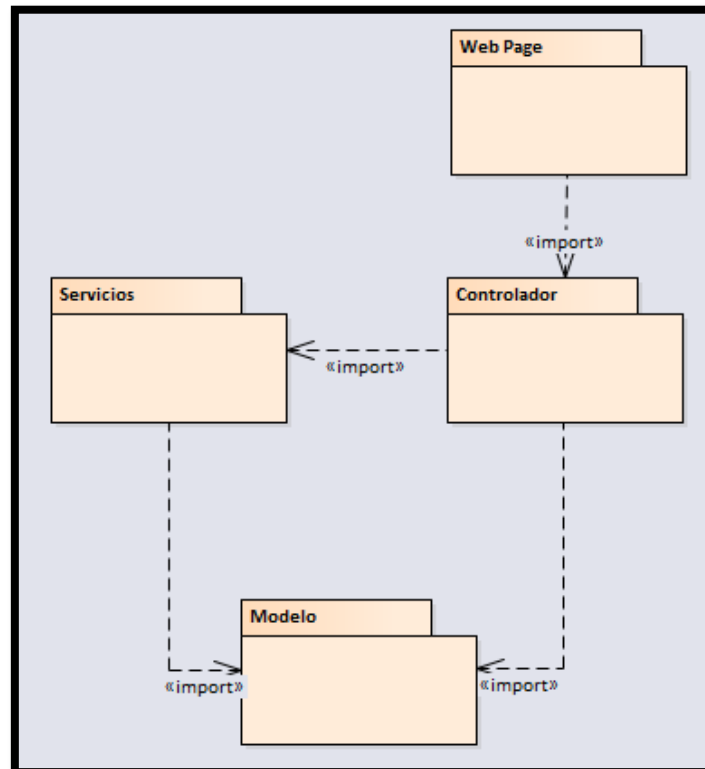 Web Page
«import»
Servicios
Controlador
«import»
Modelo
«import»
«import»